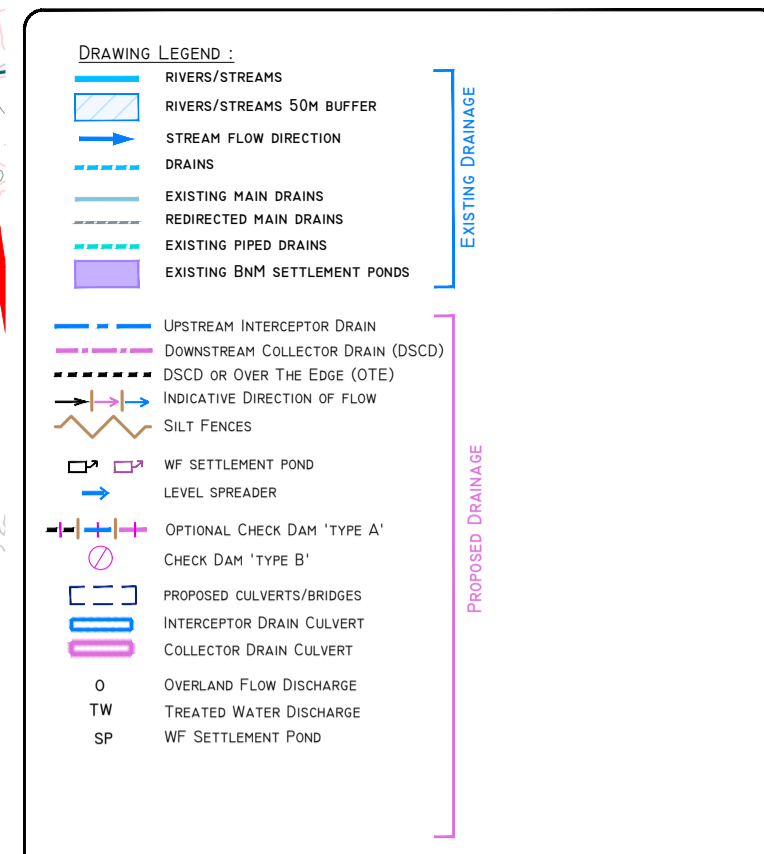 DRAWING LEGEND :
RIVERS/STREAMS
RIVERS/STREAMS 50M BUFFER
STREAM FLOW DIRECTION
DRAINS
EXISTING MAIN DRAINS
REDIRECTED MAIN DRAINS
EXISTING PIPED DRAINS
EXISTING BnM SETTLEMENT PONDS
EXISTING DRAINAGE
UPSTREAM INTERCEPTOR DRAIN
DOWNSTREAM COLLECTOR DRAIN (DSCD)
DSCD OR OVER THE EDGE (OTE)
INDICATIVE DIRECTION OF FLOW
SILT FENCES
WF SETTLEMENT POND
LEVEL SPREADER
OPTIONAL CHECK DAM 'TYPE A'
CHECK DAM 'TYPE B'
PROPOSED CULVERTS/BRIDGES
INTERCEPTOR DRAIN CULVERT
COLLECTOR DRAIN CULVERT
O OVERLAND FLOW DISCHARGE
TW TREATED WATER DISCHARGE
SP WF SETTLEMENT POND
PROPOSED DRAINAGE